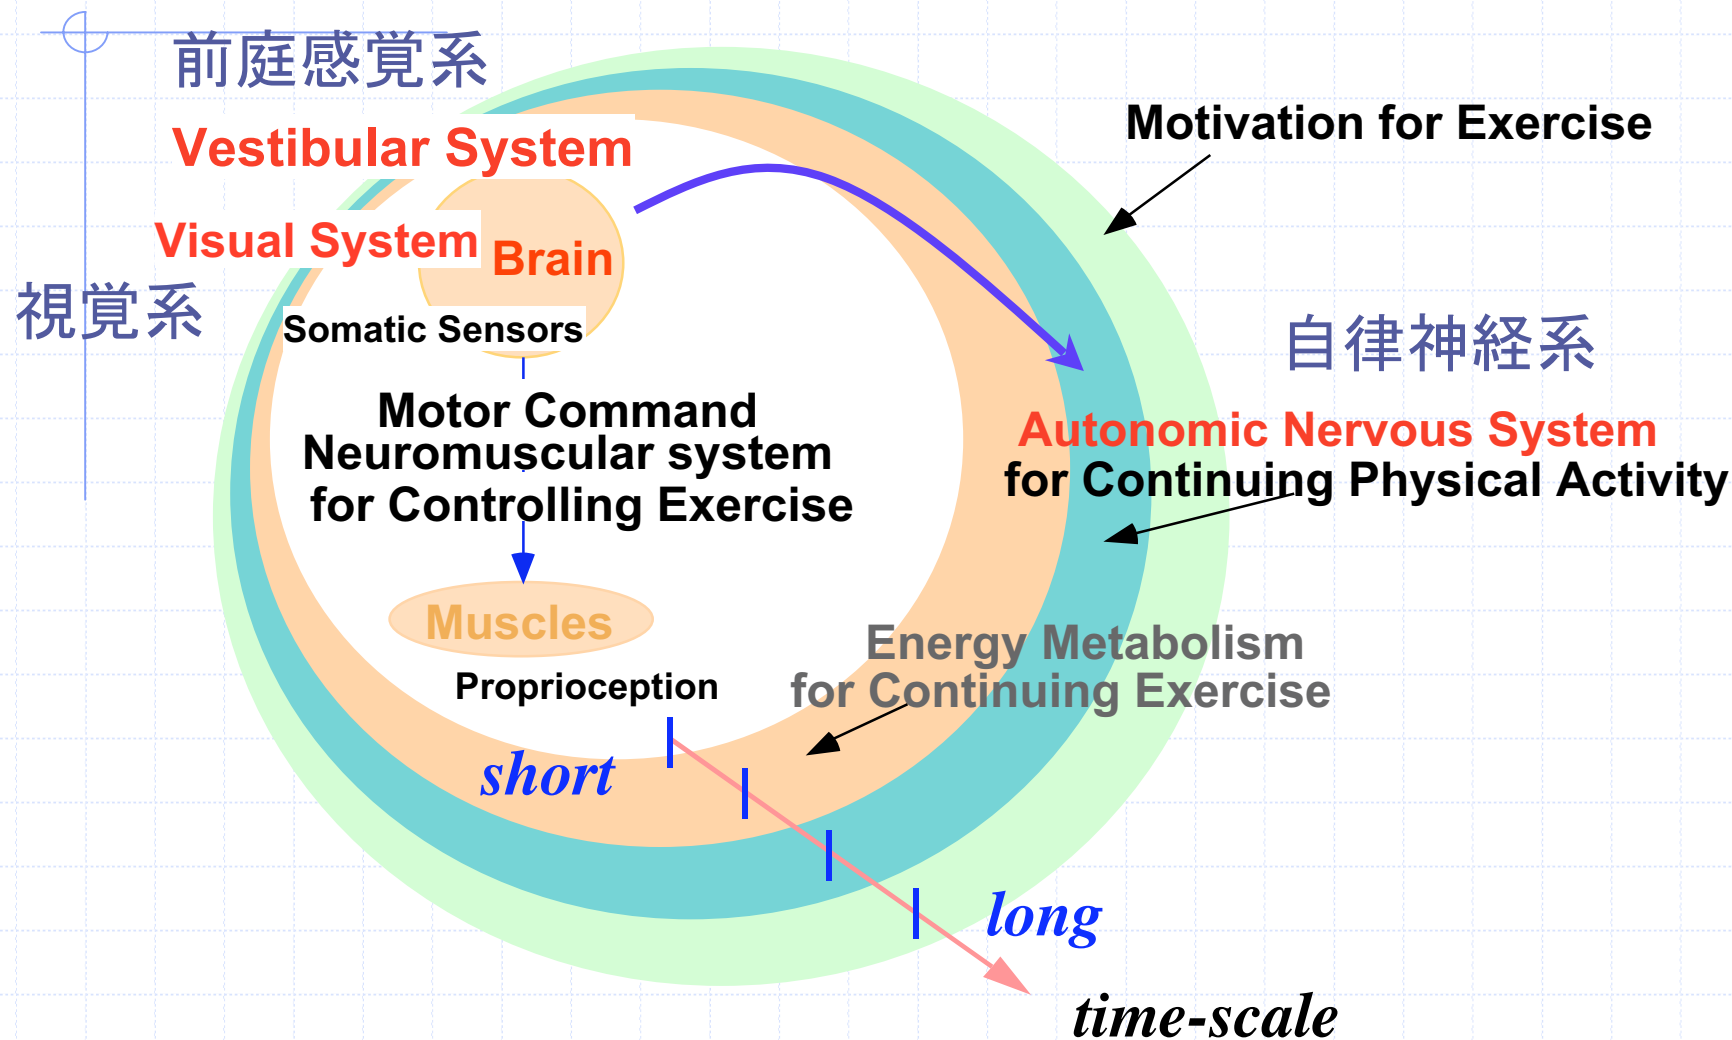 前庭感覚系
Vestibular System
Motivation for Exercise
Visual System
Brain
視覚系
Somatic Sensors
自律神経系
Motor Command
Neuromuscular system
for Controlling Exercise
Autonomic Nervous System
for Continuing Physical Activity
Muscles
Proprioception
Energy Metabolism
for Continuing Exercise
short
long
time-scale